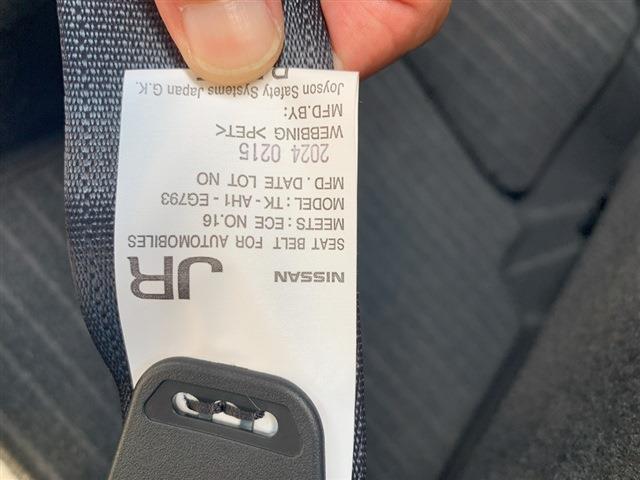 NISSAN JR
SEAT BELT FOR AUTOMOBILES
MEETS : ECE NO.16
MODEL : TK - AH1 - EG793
MFD. DATE LOT NO
2024 0215
WEBBING >PET<
MFD.BY:
Joyson Safety Systems Japan G.K.